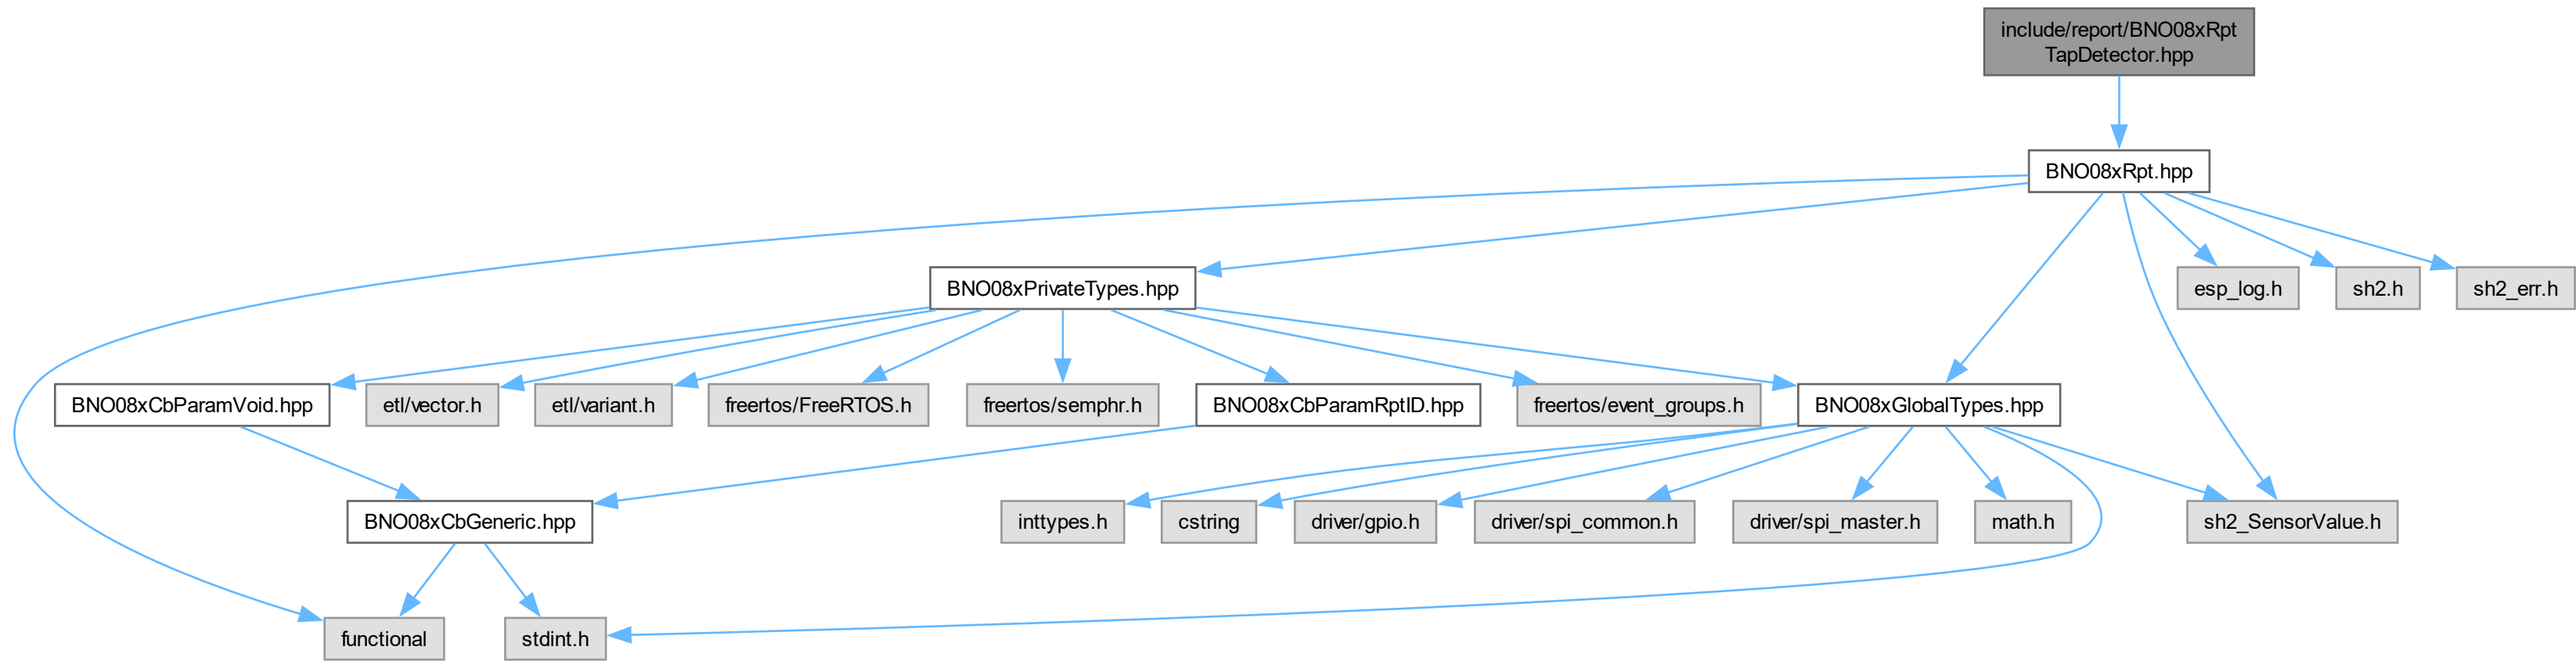 include/report/BNO08xRpt
TapDetector.hpp
BNO08xRpt.hpp
BNO08xPrivateTypes.hpp
esp_log.h
sh2.h
sh2_err.h
BNO08xCbParamVoid.hpp
etl/vector.h
etl/variant.h
freertos/FreeRTOS.h
freertos/semphr.h
BNO08xCbParamRptID.hpp
freertos/event_groups.h
BNO08xGlobalTypes.hpp
BNO08xCbGeneric.hpp
inttypes.h
cstring
driver/gpio.h
driver/spi_common.h
driver/spi_master.h
math.h
sh2_SensorValue.h
functional
stdint.h